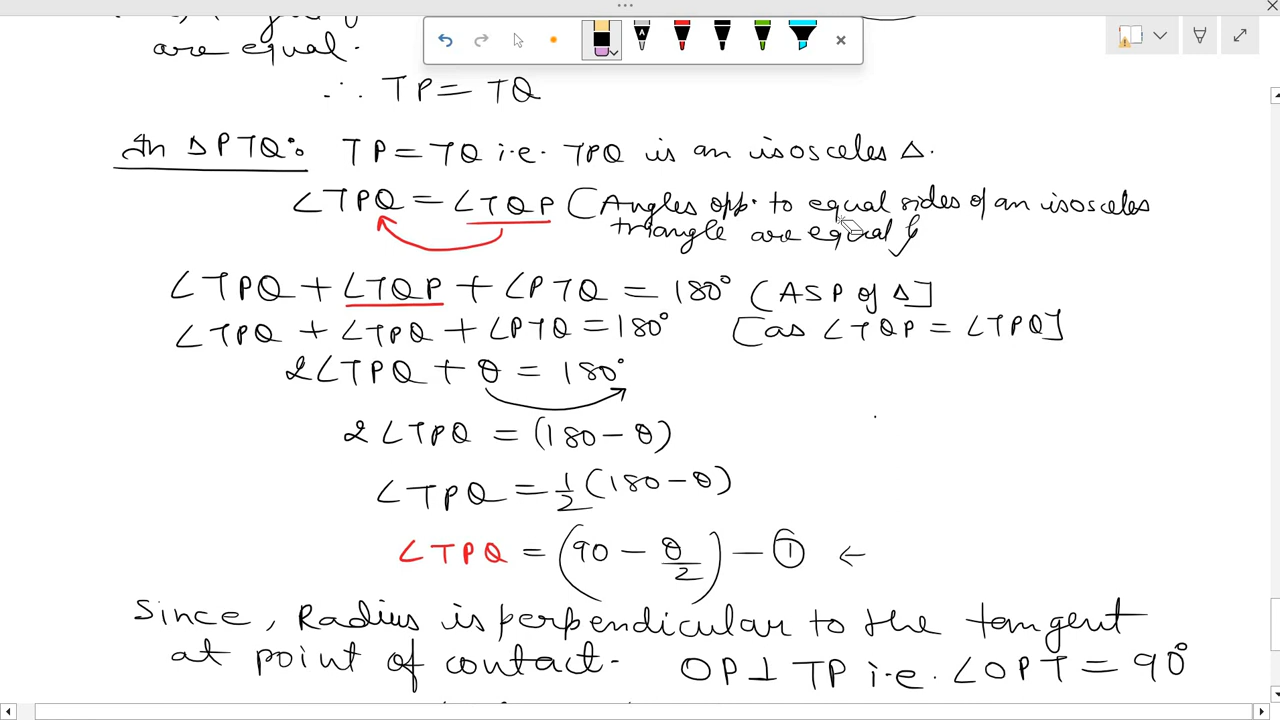 are equal.
∴ TP = TQ
In ΔPTQ: TP = TQ i.e. TPQ is an isosceles Δ.
∠TPQ = ∠TQP (Angles opp. to equal sides of an isosceles
triangle are equal}
∠TPQ + ∠TQP + ∠PTQ = 180° (ASP of Δ]
∠TPQ + ∠TPQ + ∠PTQ = 180° [as ∠TQP = ∠TPQ]
2∠TPQ + θ = 180°
2∠TPQ = (180 - θ)
∠TPQ = 1/2 (180 - θ)
∠TPQ = (90 - θ/2) — ① ←
Since, Radius is perpendicular to the tangent
at point of contact. OP ⊥ TP i.e. ∠OPT = 90°